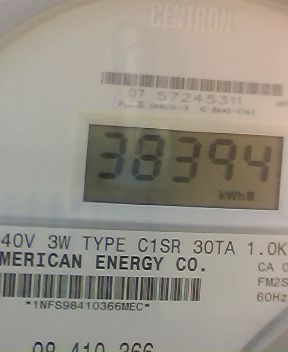 CENTRON
07 57245311
38394
kWh
40V 3W TYPE C1SR 30TA 1.0K
MERICAN ENERGY CO.
CA
FM2S
60Hz
*1NFS98410366MEC*
98 410 366